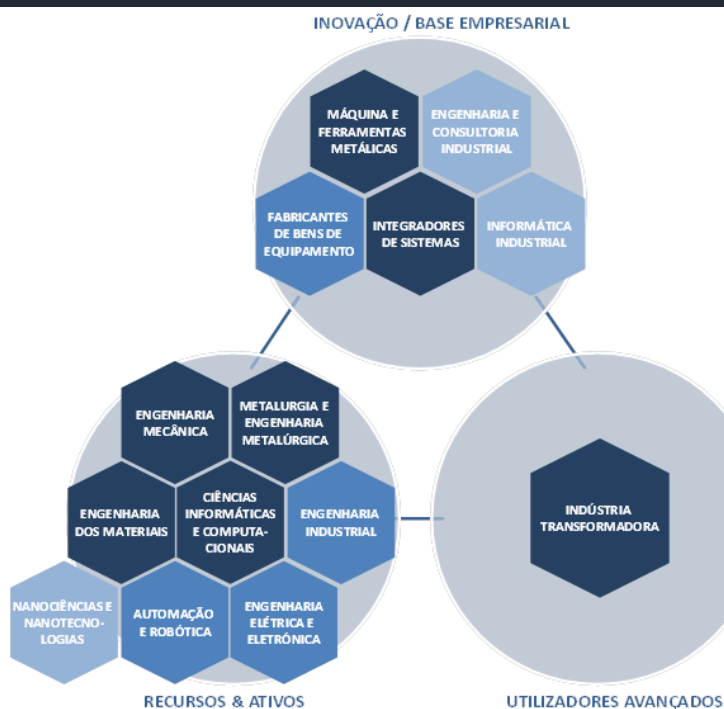 INOVAÇÃO / BASE EMPRESARIAL
MÁQUINA E
FERRAMENTAS
METÁLICAS
ENGENHARIA E
CONSULTORIA
INDUSTRIAL
FABRICANTES
DE BENS DE
EQUIPAMENTO
INTEGRADORES
DE SISTEMAS
INFORMÁTICA
INDUSTRIAL
ENGENHARIA
MECÂNICA
METALURGIA E
ENGENHARIA
METALÚRGICA
ENGENHARIA
DOS MATERIAIS
CIÊNCIAS
INFORMÁTICAS
E COMPUTA-
CIONAIS
ENGENHARIA
INDUSTRIAL
NANOCIÊNCIAS E
NANOTECNO-
LOGIAS
AUTOMAÇÃO
E ROBÓTICA
ENGENHARIA
ELÉTRICA E
ELETRÓNICA
RECURSOS & ATIVOS
INDÚSTRIA
TRANSFORMADORA
UTILIZADORES AVANÇADOS